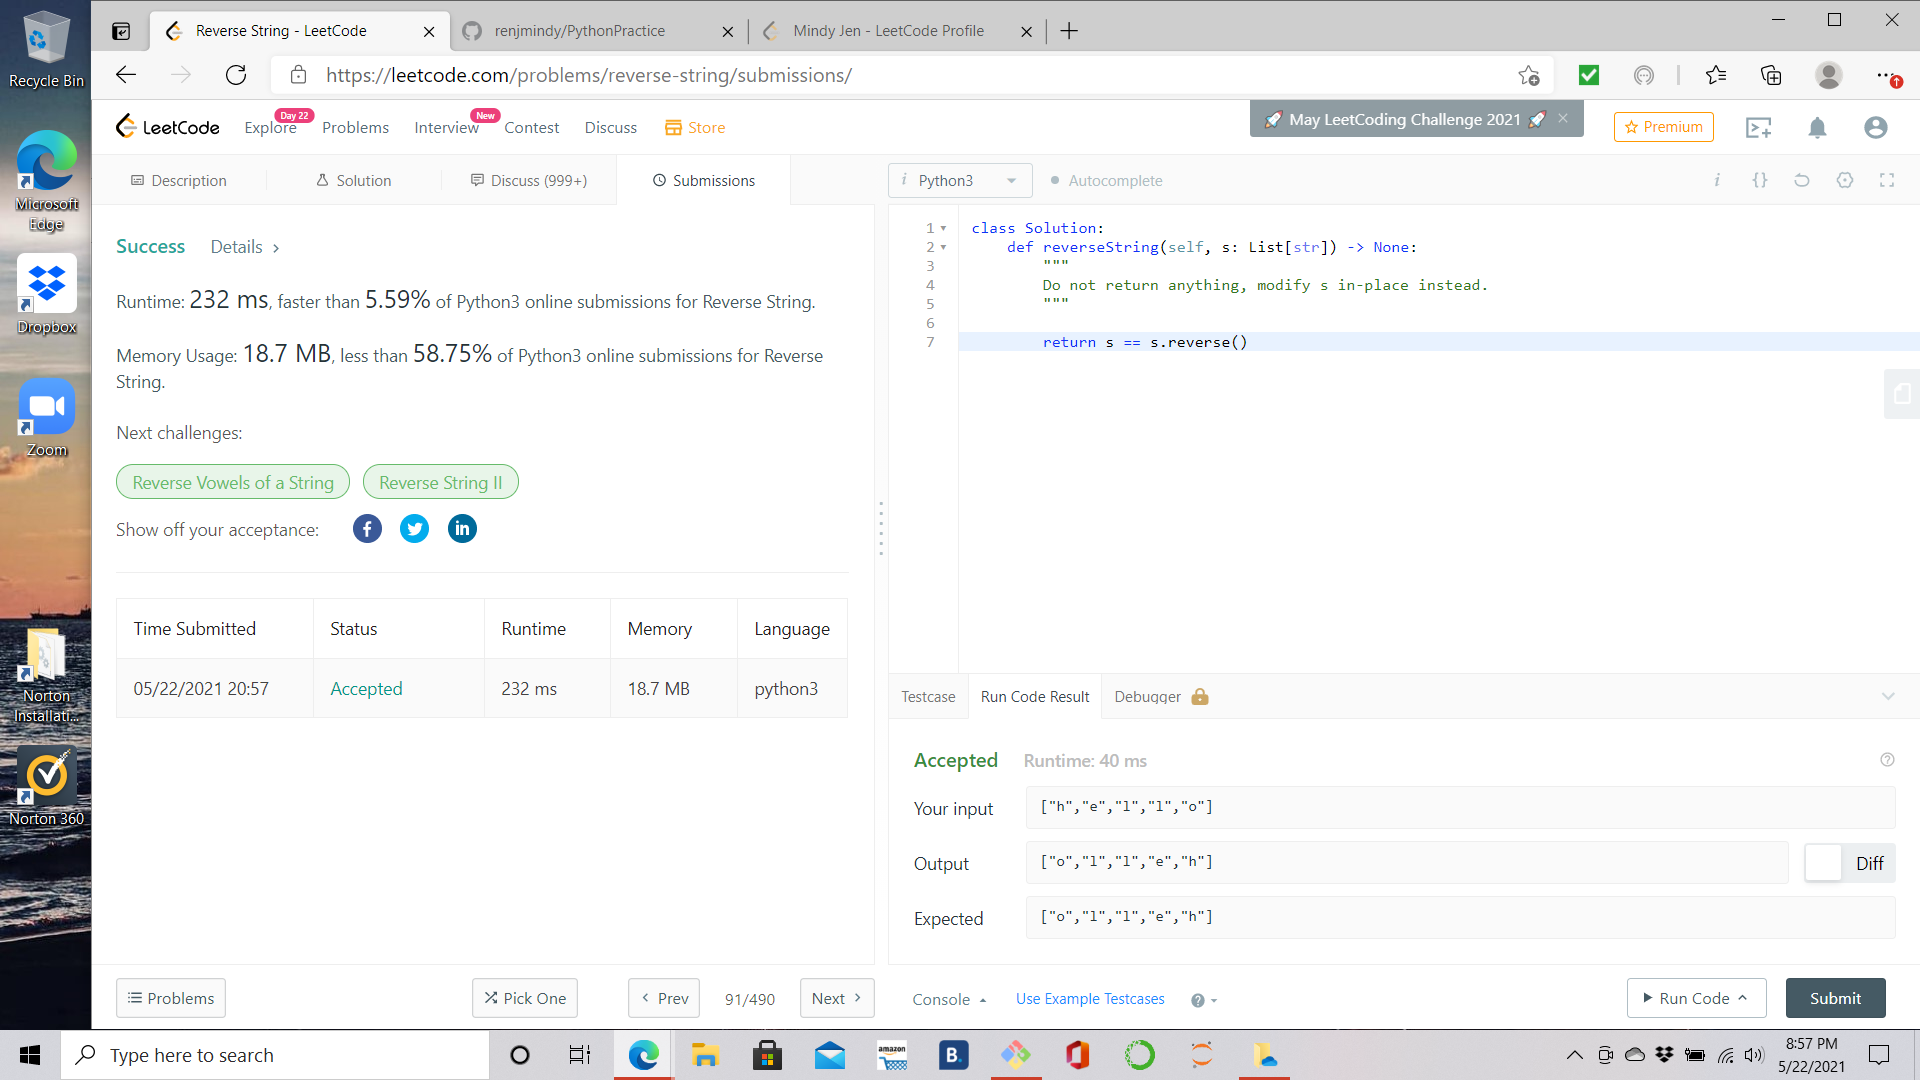 Recycle Bin
Microsoft Edge
Dropbox
Zoom
Norton Installati...
Norton 360
Reverse String - LeetCode
renjmindy/PythonPractice
Mindy Jen - LeetCode Profile
https://leetcode.com/problems/reverse-string/submissions/
LeetCode
Explore
Day 22
Problems
Interview
New
Contest
Discuss
Store
May LeetCoding Challenge 2021
Premium
Description
Solution
Discuss (999+)
Submissions
Python3
Autocomplete
Success
Details
Runtime: 232 ms, faster than 5.59% of Python3 online submissions for Reverse String.
Memory Usage: 18.7 MB, less than 58.75% of Python3 online submissions for Reverse
String.
Next challenges:
Reverse Vowels of a String
Reverse String II
Show off your acceptance:
Time Submitted Status Runtime Memory Language
05/22/2021 20:57 Accepted 232 ms 18.7 MB python3
1 class Solution:
2 def reverseString(self, s: List[str]) -> None:
3 """
4 Do not return anything, modify s in-place instead.
5 """
6
7 return s == s.reverse()
Testcase
Run Code Result
Debugger
Accepted
Runtime: 40 ms
Your input
["h","e","l","l","o"]
Output
["o","l","l","e","h"]
Diff
Expected
["o","l","l","e","h"]
Problems
Pick One
Prev
91/490
Next
Console
Use Example Testcases
Run Code
Submit
Type here to search
amazon
B.
8:57 PM
5/22/2021